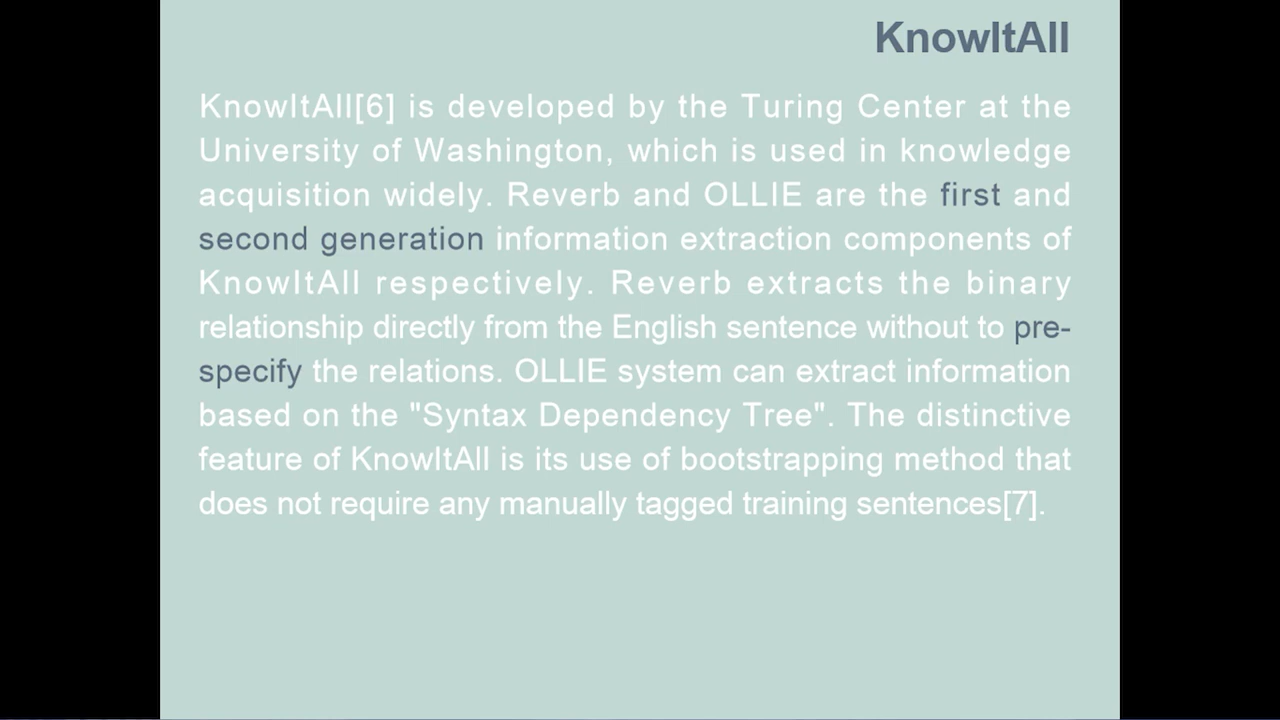 KnowItAll
KnowItAll[6] is developed by the Turing Center at the
University of Washington, which is used in knowledge
acquisition widely. Reverb and OLLIE are the first and
second generation information extraction components of
KnowItAll respectively. Reverb extracts the binary
relationship directly from the English sentence without to pre-
specify the relations. OLLIE system can extract information
based on the "Syntax Dependency Tree". The distinctive
feature of KnowItAll is its use of bootstrapping method that
does not require any manually tagged training sentences[7].